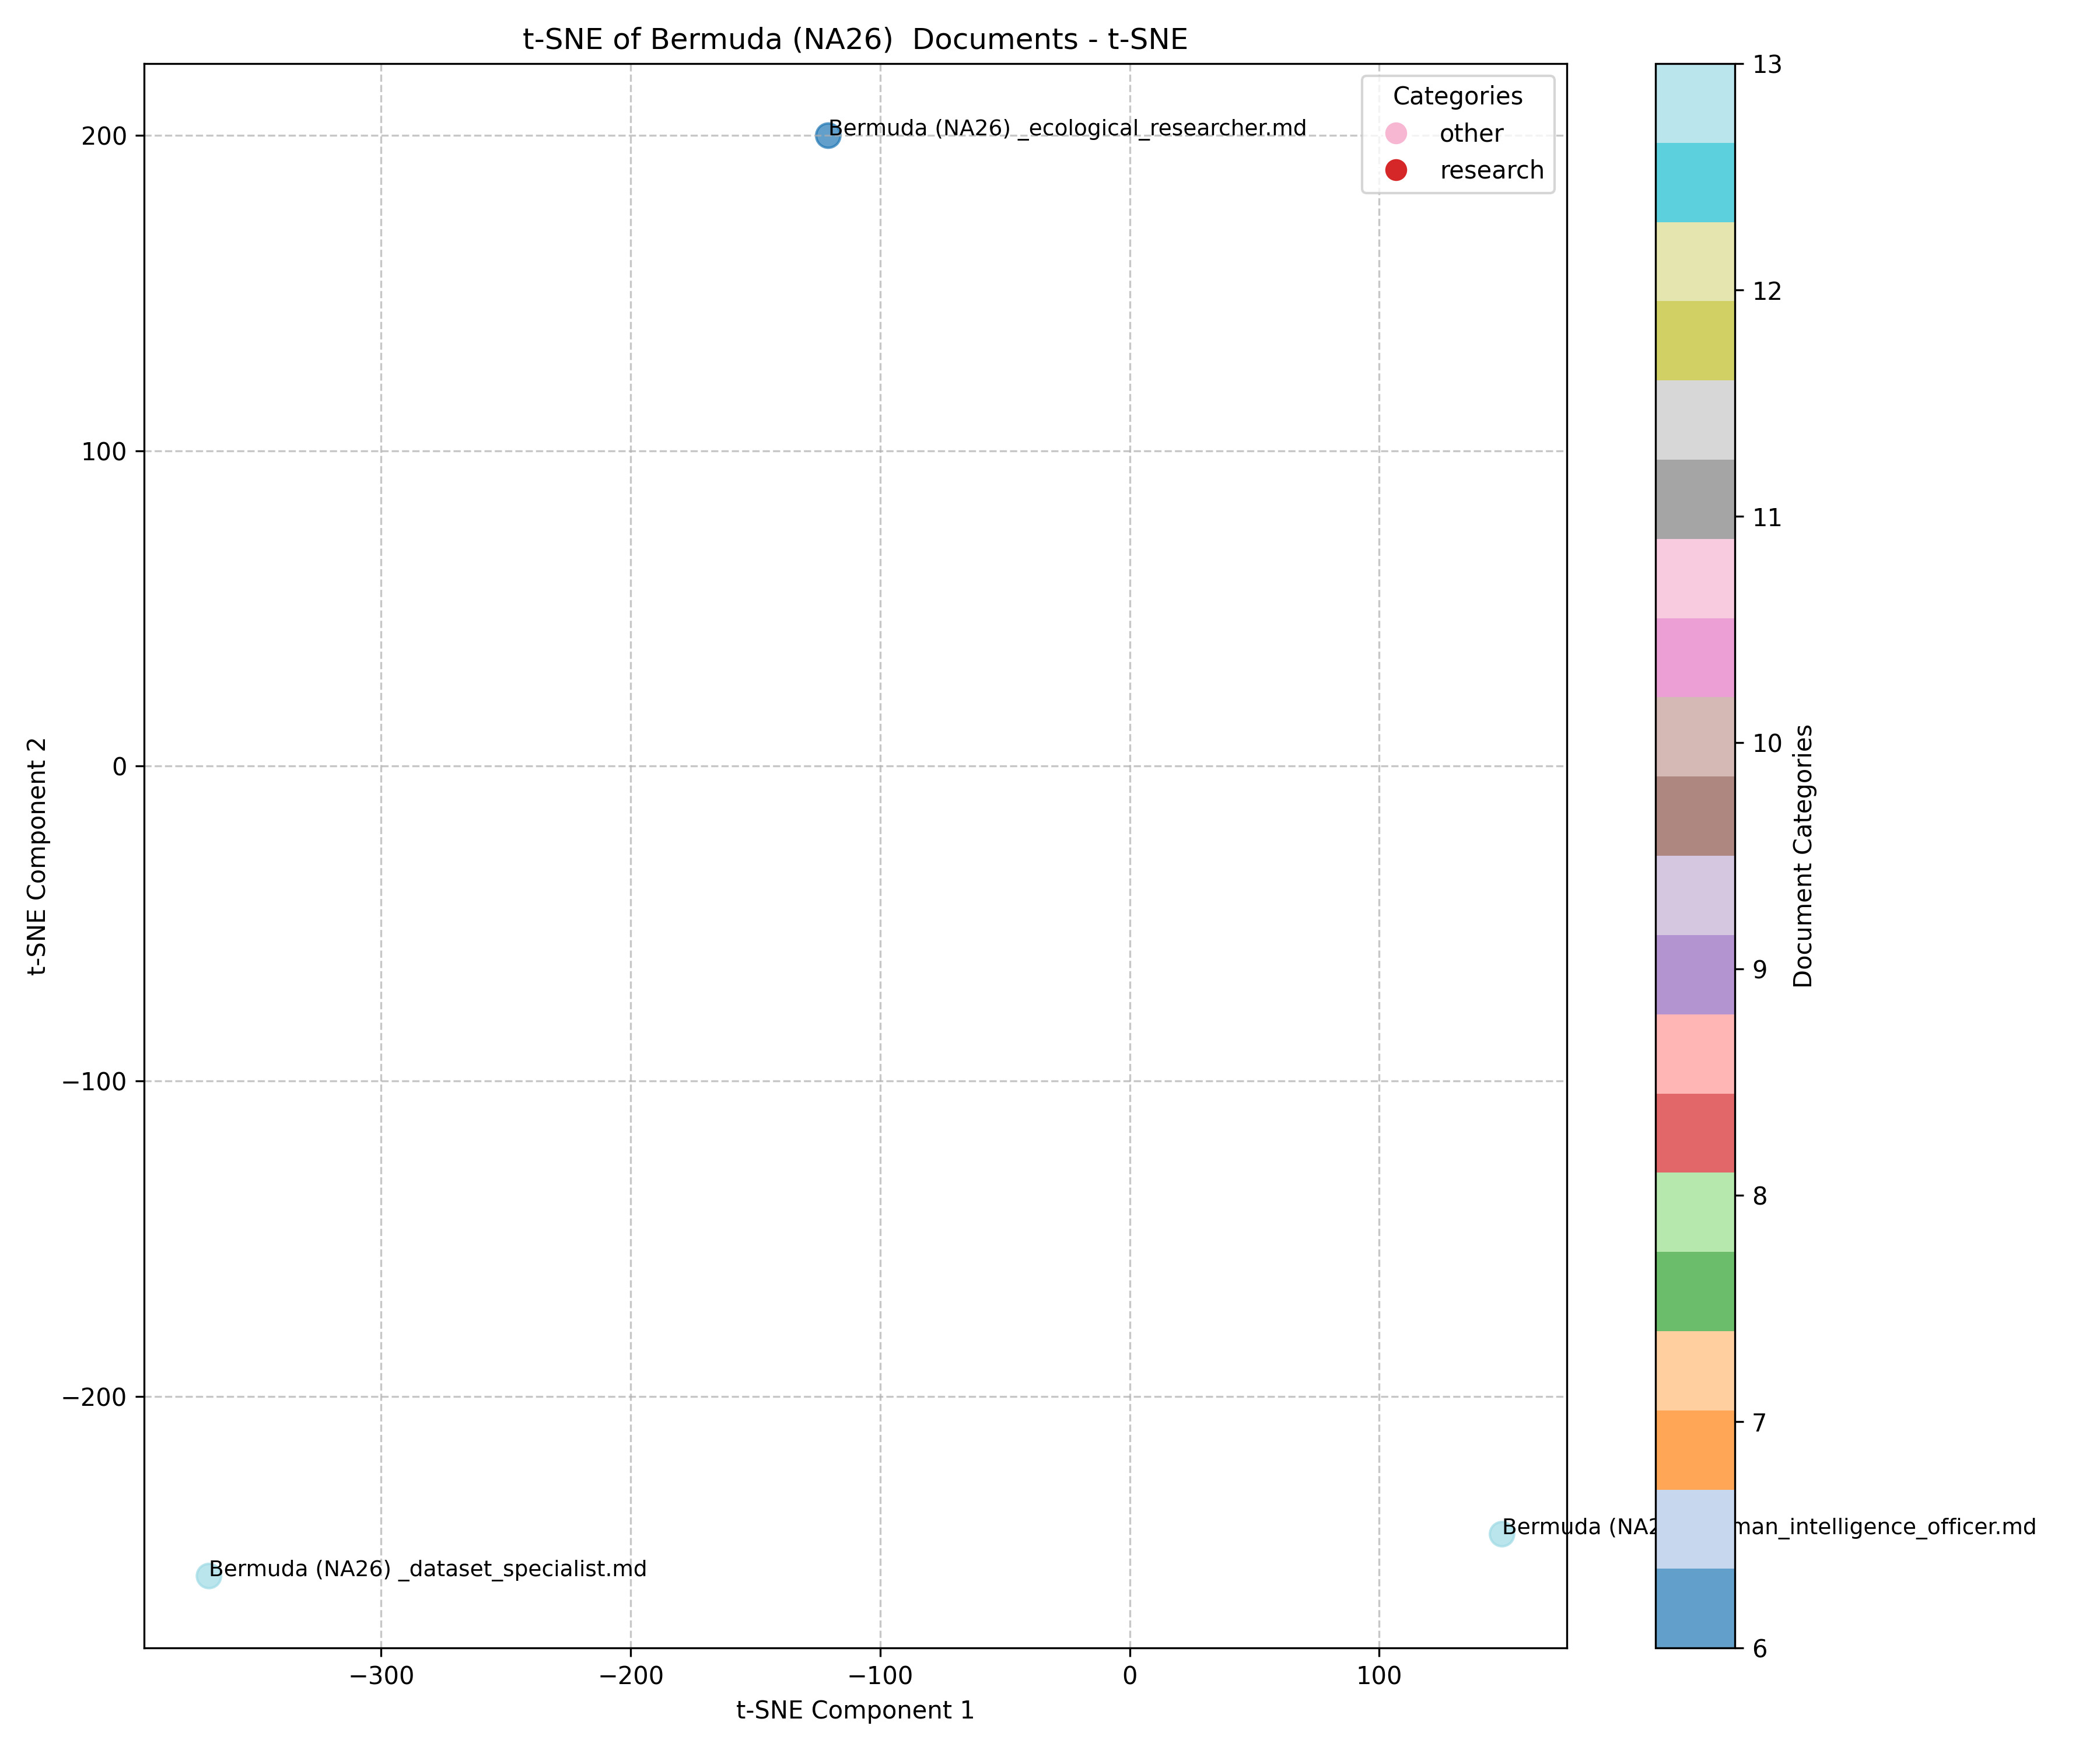 t-SNE of Bermuda (NA26)  Documents - t-SNE
Categories
other
research
Bermuda (NA26) _ecological_researcher.md
Bermuda (NA26) _dataset_specialist.md
Bermuda (NA2
man_intelligence_officer.md
200
100
0
−100
−200
t-SNE Component 2
−300
−200
−100
0
100
t-SNE Component 1
13
12
11
10
9
8
7
6
Document Categories